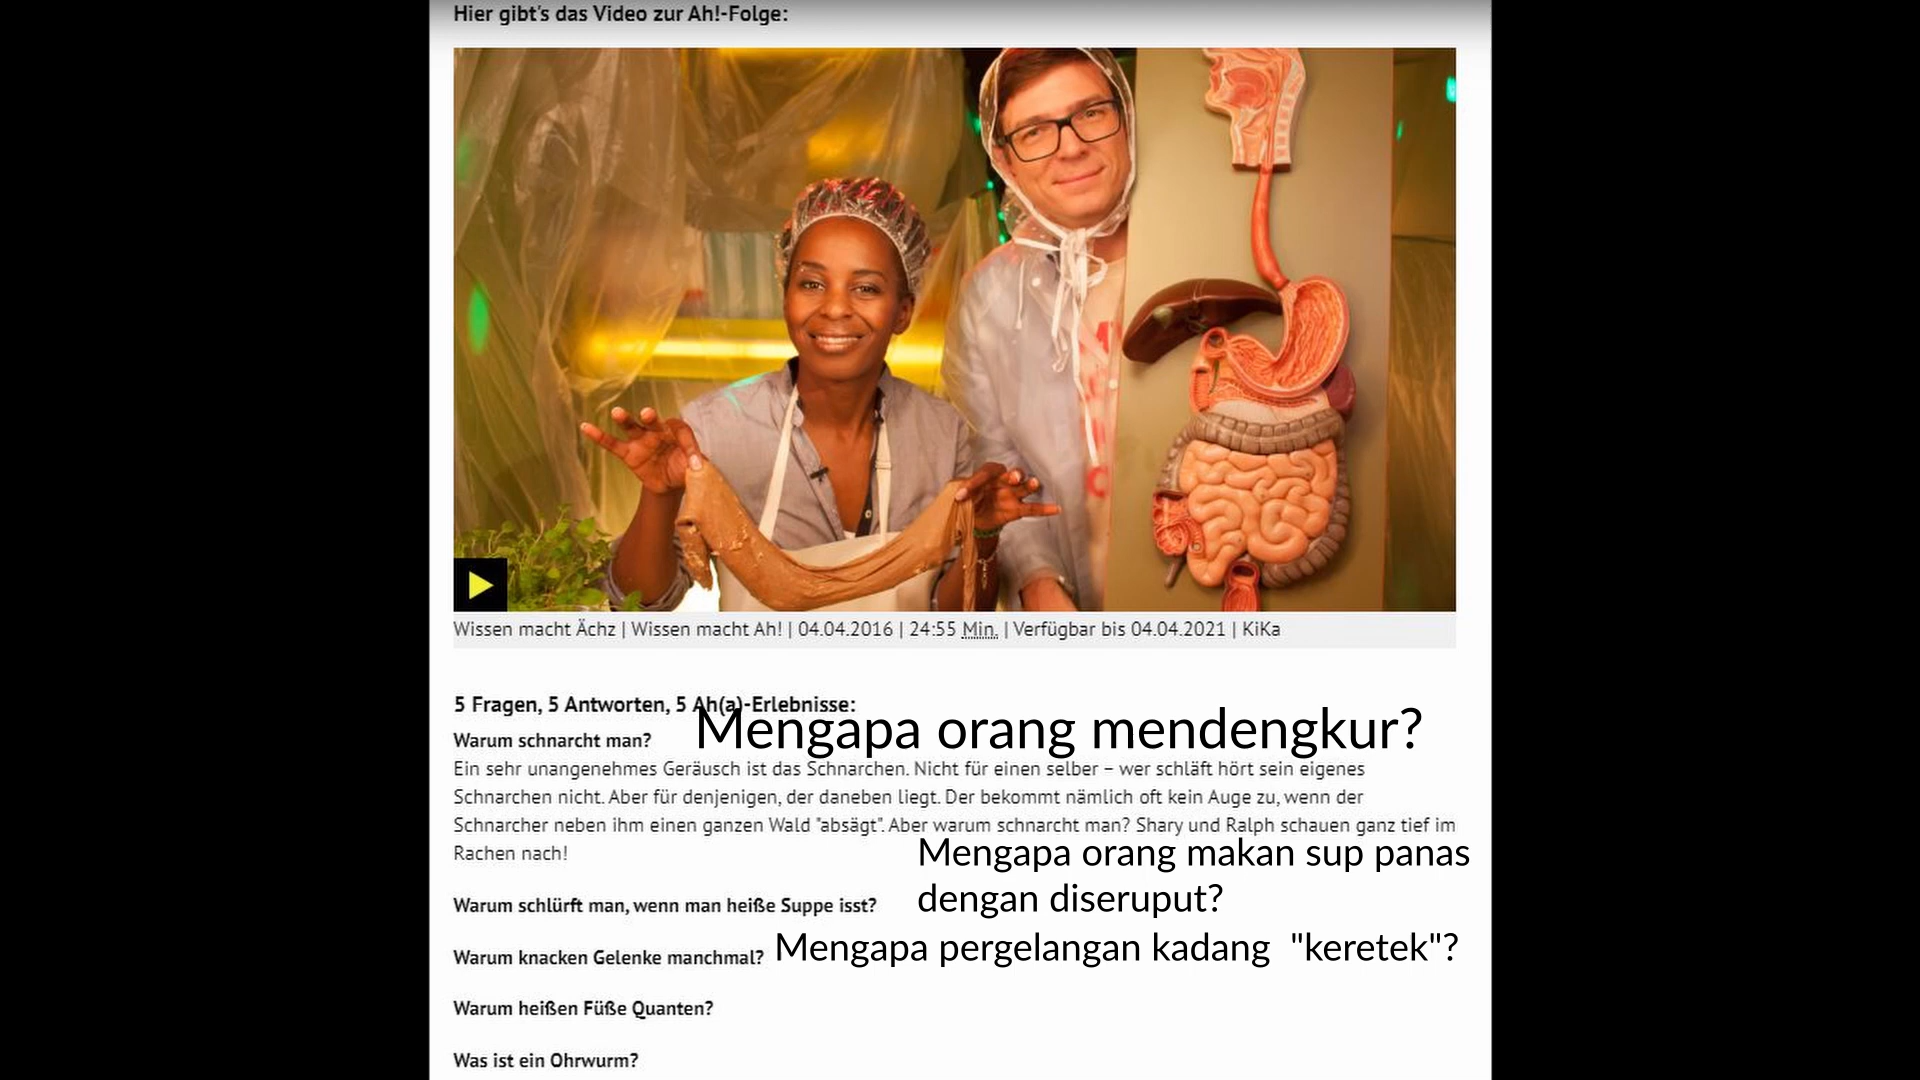 Hier gibt's das Video zur Ah!-Folge:
Wissen macht Ächz | Wissen macht Ah! | 04.04.2016 | 24:55 Min. | Verfügbar bis 04.04.2021 | KiKa
5 Fragen, 5 Antworten, 5 Ah(a)-Erlebnisse:
Warum schnarcht man?
Mengapa orang mendengkur?
Ein sehr unangenehmes Geräusch ist das Schnarchen. Nicht für einen selber – wer schläft hört sein eigenes
Schnarchen nicht. Aber für denjenigen, der daneben liegt. Der bekommt nämlich oft kein Auge zu, wenn der
Schnarcher neben ihm einen ganzen Wald "absägt". Aber warum schnarcht man? Shary und Ralph schauen ganz tief im
Rachen nach!
Mengapa orang makan sup panas
dengan diseruput?
Warum schlürft man, wenn man heiße Suppe isst?
Warum knacken Gelenke manchmal?
Mengapa pergelangan kadang "keretek"?
Warum heißen Füße Quanten?
Was ist ein Ohrwurm?